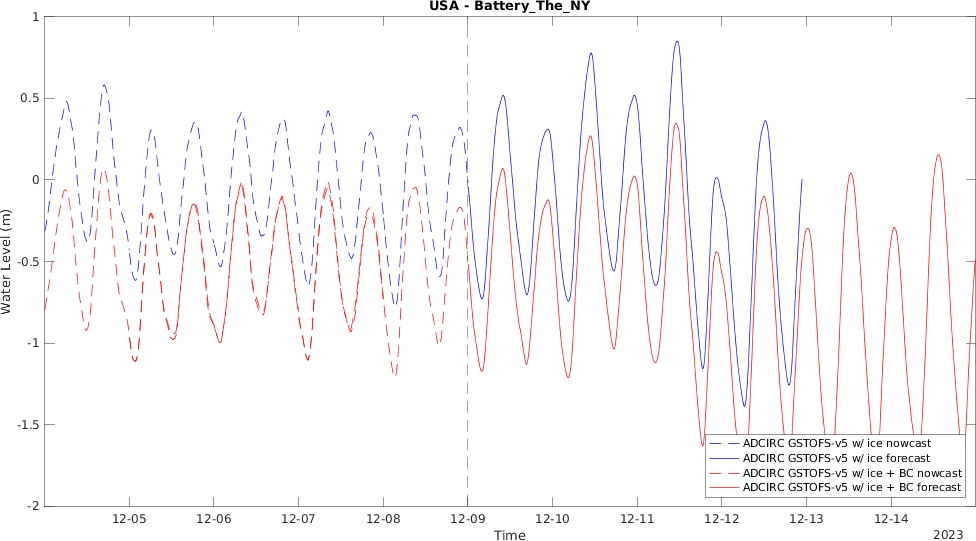 USA - Battery_The_NY
1
0.5
0
-0.5
-1
-1.5
-2
Water Level (m)
12-05 12-06 12-07 12-08 12-09 12-10 12-11 12-12 12-13 12-14
Time
2023
ADCIRC GSTOFS-v5 w/ ice nowcast
ADCIRC GSTOFS-v5 w/ ice forecast
ADCIRC GSTOFS-v5 w/ ice + BC nowcast
ADCIRC GSTOFS-v5 w/ ice + BC forecast